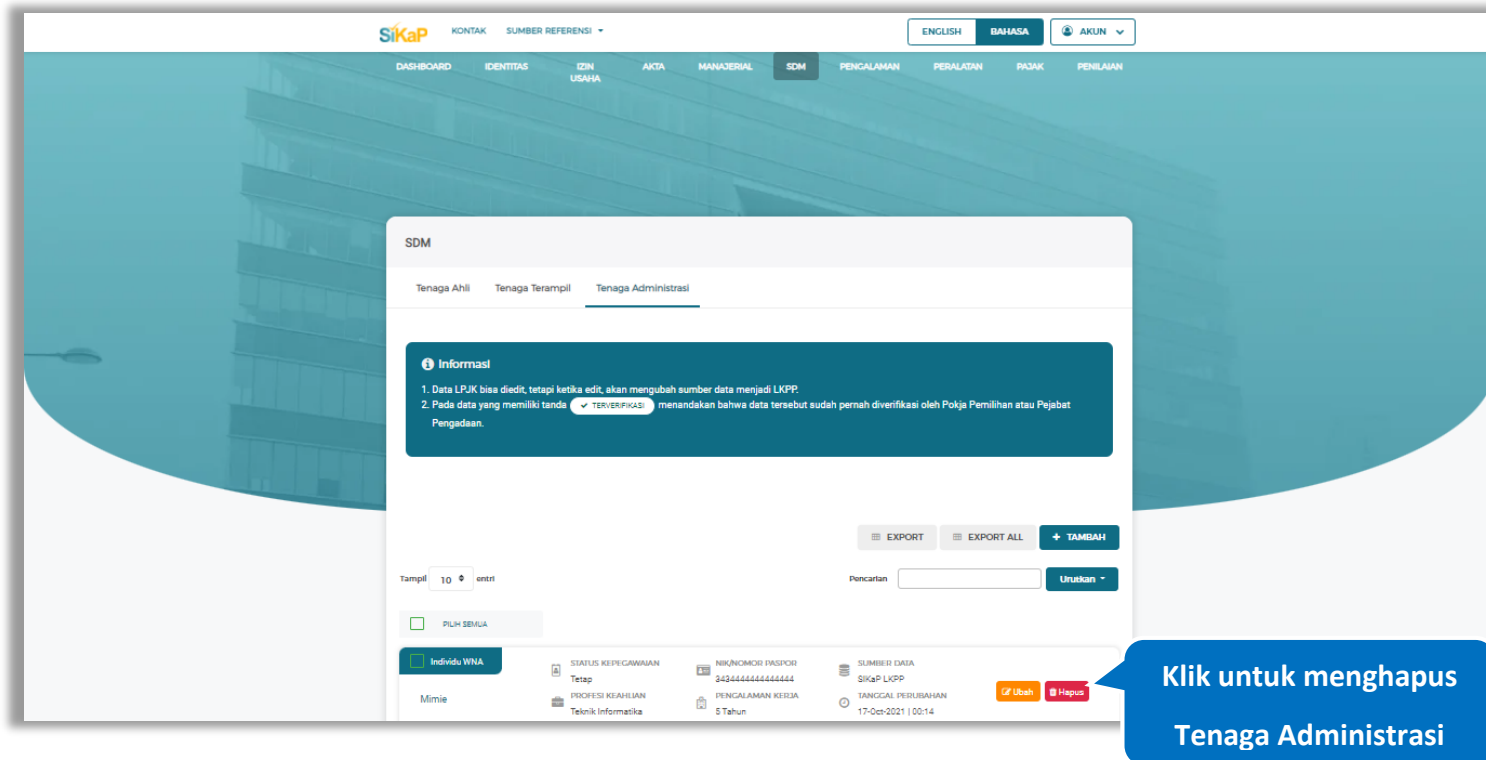 SiKaP KONTAK SUMBER REFERENSI ENGLISH BAHASA AKUN
DASHBOARD IDENTITAS IZIN USAHA AKTA MANAJERIAL SDM PENGALAMAN PERALATAN PAJAK PENILAIAN
SDM
Tenaga Ahli Tenaga Terampil Tenaga Administrasi
Informasi
1. Data LPJK bisa diedit, tetapi ketika edit, akan mengubah sumber data menjadi LKPP.
2. Pada data yang memiliki tanda TERVERIFIKASI menandakan bahwa data tersebut sudah pernah diverifikasi oleh Pokja Pemilihan atau Pejabat
Pengadaan.
EXPORT EXPORT ALL + TAMBAH
Tampil 10 entri Pencarian Urutkan
PILIH SEMUA
Individu WNA STATUS KEPEGAWAIAN NIK/NOMOR PASPOR SUMBER DATA
Tetap 3434444444444444 SIKaP LKPP
Mimie PROFESI KEAHLIAN PENGALAMAN KERJA TANGGAL PERUBAHAN Ubah Hapus
Teknik Informatika 5 Tahun 17-Oct-2021 | 00:14
Klik untuk menghapus
Tenaga Administrasi